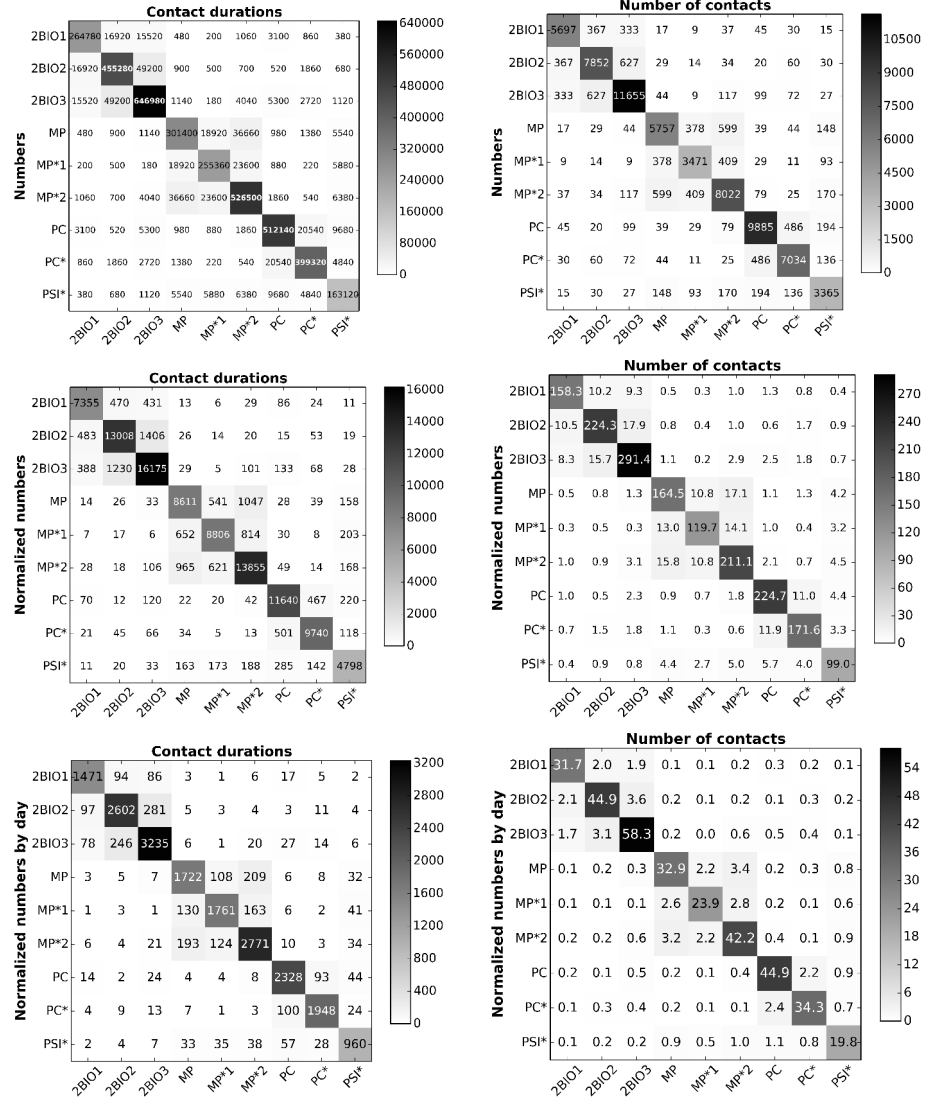 Contact durations
Numbers
2BIO1 264780 16920 15520 480 200 1060 3100 860 380
2BIO2 16920 455280 49200 900 500 700 520 1860 680
2BIO3 15520 49200 646980 1140 180 4040 5300 2720 1120
MP 480 900 1140 301400 18920 36660 980 1380 5540
MP*1 200 500 180 18920 255360 23600 880 220 5880
MP*2 1060 700 4040 36660 23600 526500 1860 540 6380
PC 3100 520 5300 980 880 1860 512140 20540 9680
PC* 860 1860 2720 1380 220 540 20540 399320 4840
PSI* 380 680 1120 5540 5880 6380 9680 4840 163120
2BIO1 2BIO2 2BIO3 MP MP*1 MP*2 PC PC* PSI*
640000
560000
480000
400000
320000
240000
160000
80000
0
Number of contacts
2BIO1 5697 367 333 17 9 37 45 30 15
2BIO2 367 7852 627 29 14 34 20 60 30
2BIO3 333 627 11655 44 9 117 99 72 27
MP 17 29 44 5757 378 599 39 44 148
MP*1 9 14 9 378 3471 409 29 11 93
MP*2 37 34 117 599 409 8022 79 25 170
PC 45 20 99 39 29 79 9885 486 194
PC* 30 60 72 44 11 25 486 7034 136
PSI* 15 30 27 148 93 170 194 136 3365
2BIO1 2BIO2 2BIO3 MP MP*1 MP*2 PC PC* PSI*
10500
9000
7500
6000
4500
3000
1500
0
Contact durations
Normalized numbers
2BIO1 7355 470 431 13 6 29 86 24 11
2BIO2 483 13008 1406 26 14 20 15 53 19
2BIO3 388 1230 16175 29 5 101 133 68 28
MP 14 26 33 8611 541 1047 28 39 158
MP*1 7 17 6 652 8806 814 30 8 203
MP*2 28 18 106 965 621 13855 49 14 168
PC 70 12 120 22 20 42 11640 467 220
PC* 21 45 66 34 5 13 501 9740 118
PSI* 11 20 33 163 173 188 285 142 4798
2BIO1 2BIO2 2BIO3 MP MP*1 MP*2 PC PC* PSI*
16000
14000
12000
10000
8000
6000
4000
2000
0
Number of contacts
Normalized numbers
2BIO1 158.3 10.2 9.3 0.5 0.3 1.0 1.3 0.8 0.4
2BIO2 10.5 224.3 17.9 0.8 0.4 1.0 0.6 1.7 0.9
2BIO3 8.3 15.7 291.4 1.1 0.2 2.9 2.5 1.8 0.7
MP 0.5 0.8 1.3 164.5 10.8 17.1 1.1 1.3 4.2
MP*1 0.3 0.5 0.3 13.0 119.7 14.1 1.0 0.4 3.2
MP*2 1.0 0.9 3.1 15.8 10.8 211.1 2.1 0.7 4.5
PC 1.0 0.5 2.3 0.9 0.7 1.8 224.7 11.0 4.4
PC* 0.7 1.5 1.8 1.1 0.3 0.6 11.9 171.6 3.3
PSI* 0.4 0.9 0.8 4.4 2.7 5.0 5.7 4.0 99.0
2BIO1 2BIO2 2BIO3 MP MP*1 MP*2 PC PC* PSI*
270
240
210
180
150
120
90
60
30
0
Contact durations
Normalized numbers by day
2BIO1 1471 94 86 3 1 6 17 5 2
2BIO2 97 2602 281 5 3 4 3 11 4
2BIO3 78 246 3235 6 1 20 27 14 6
MP 3 5 7 1722 108 209 6 8 32
MP*1 1 3 1 130 1761 163 6 2 41
MP*2 6 4 21 193 124 2771 10 3 34
PC 14 2 24 4 4 8 2328 93 44
PC* 4 9 13 7 1 3 100 1948 24
PSI* 2 4 7 33 35 38 57 28 960
2BIO1 2BIO2 2BIO3 MP MP*1 MP*2 PC PC* PSI*
3200
2800
2400
2000
1600
1200
800
400
0
Number of contacts
Normalized numbers by day
2BIO1 31.7 2.0 1.9 0.1 0.1 0.2 0.3 0.2 0.1
2BIO2 2.1 44.9 3.6 0.2 0.1 0.2 0.1 0.3 0.2
2BIO3 1.7 3.1 58.3 0.2 0.0 0.6 0.5 0.4 0.1
MP 0.1 0.2 0.3 32.9 2.2 3.4 0.2 0.3 0.8
MP*1 0.1 0.1 0.1 2.6 23.9 2.8 0.2 0.1 0.6
MP*2 0.2 0.2 0.6 3.2 2.2 42.2 0.4 0.1 0.9
PC 0.2 0.1 0.5 0.2 0.1 0.4 44.9 2.2 0.9
PC* 0.1 0.3 0.4 0.2 0.1 0.1 2.4 34.3 0.7
PSI* 0.1 0.2 0.2 0.9 0.5 1.0 1.1 0.8 19.8
2BIO1 2BIO2 2BIO3 MP MP*1 MP*2 PC PC* PSI*
54
48
42
36
30
24
18
12
6
0